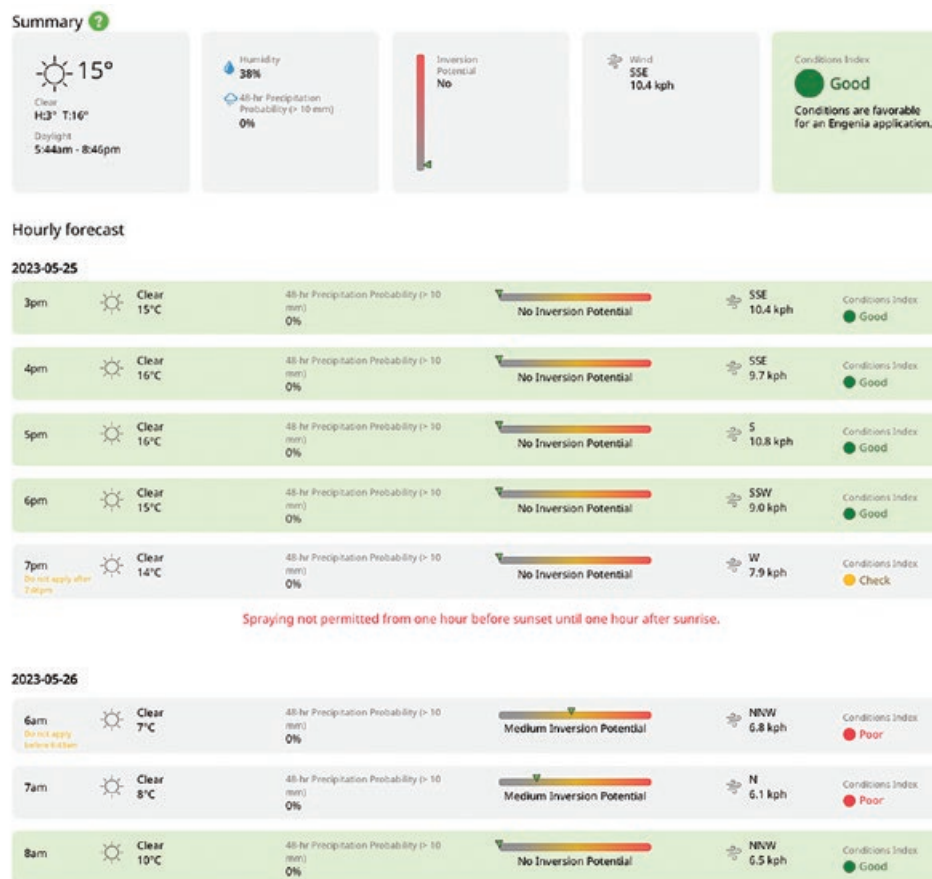 Summary ?
15°
Clear
H:3° T:16°
Daylight
5:44am - 8:46pm
Humidity
38%
48-hr Precipitation
Probability (> 10 mm)
0%
Inversion
Potential
No
Wind
SSE
10.4 kph
Conditions Index
Good
Conditions are favorable
for an Engenia application.
Hourly forecast
2023-05-25
3pm
Clear
15°C
48-hr Precipitation Probability (> 10
mm)
0%
No Inversion Potential
SSE
10.4 kph
Conditions Index
Good
4pm
Clear
16°C
48-hr Precipitation Probability (> 10
mm)
0%
No Inversion Potential
SSE
9.7 kph
Conditions Index
Good
5pm
Clear
16°C
48-hr Precipitation Probability (> 10
mm)
0%
No Inversion Potential
S
10.8 kph
Conditions Index
Good
6pm
Clear
15°C
48-hr Precipitation Probability (> 10
mm)
0%
No Inversion Potential
SSW
9.0 kph
Conditions Index
Good
7pm
Do not apply after
Clear
14°C
48-hr Precipitation Probability (> 10
mm)
0%
No Inversion Potential
W
7.9 kph
Conditions Index
Check
Spraying not permitted from one hour before sunset until one hour after sunrise.
2023-05-26
6am
Do not apply
before
Clear
7°C
48-hr Precipitation Probability (> 10
mm)
0%
Medium Inversion Potential
NNW
6.8 kph
Conditions Index
Poor
7am
Clear
8°C
48-hr Precipitation Probability (> 10
mm)
0%
Medium Inversion Potential
N
6.1 kph
Conditions Index
Poor
8am
Clear
10°C
48-hr Precipitation Probability (> 10
mm)
0%
No Inversion Potential
NNW
6.5 kph
Conditions Index
Good